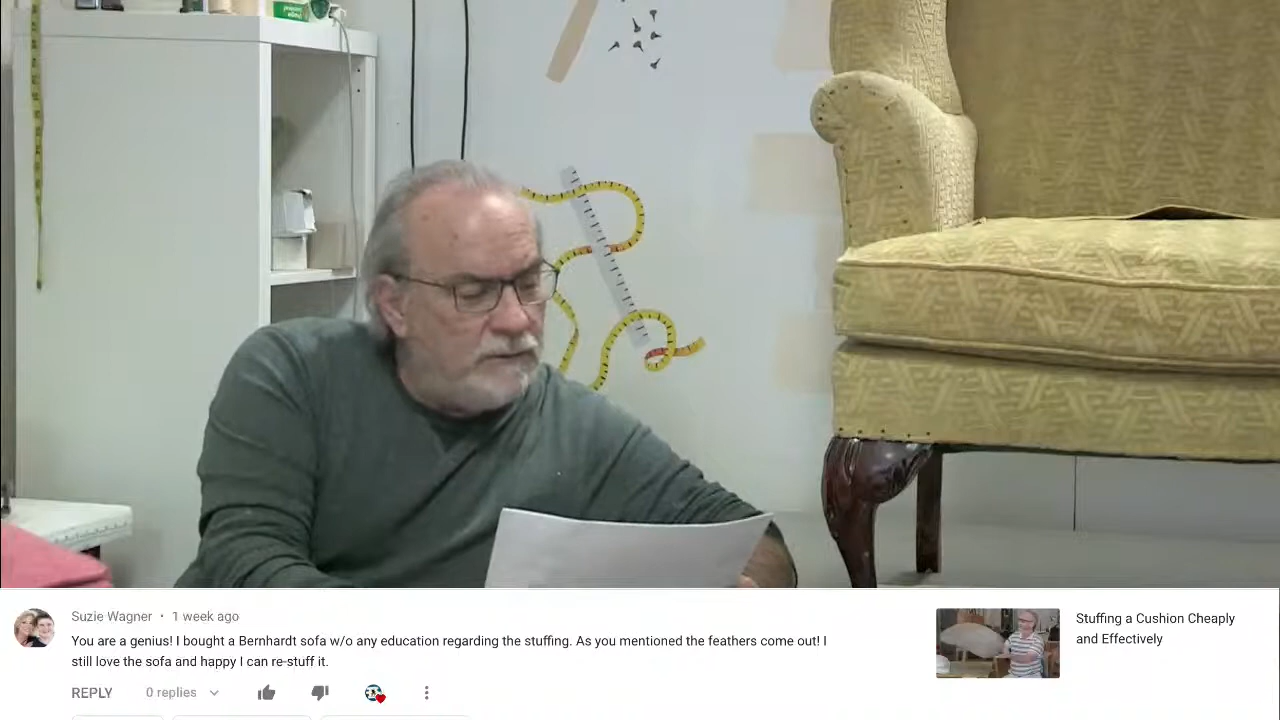 Suzie Wagner • 1 week ago
You are a genius! I bought a Bernhardt sofa w/o any education regarding the stuffing. As you mentioned the feathers come out! I
still love the sofa and happy I can re-stuff it.
REPLY 0 replies
Stuffing a Cushion Cheaply
and Effectively